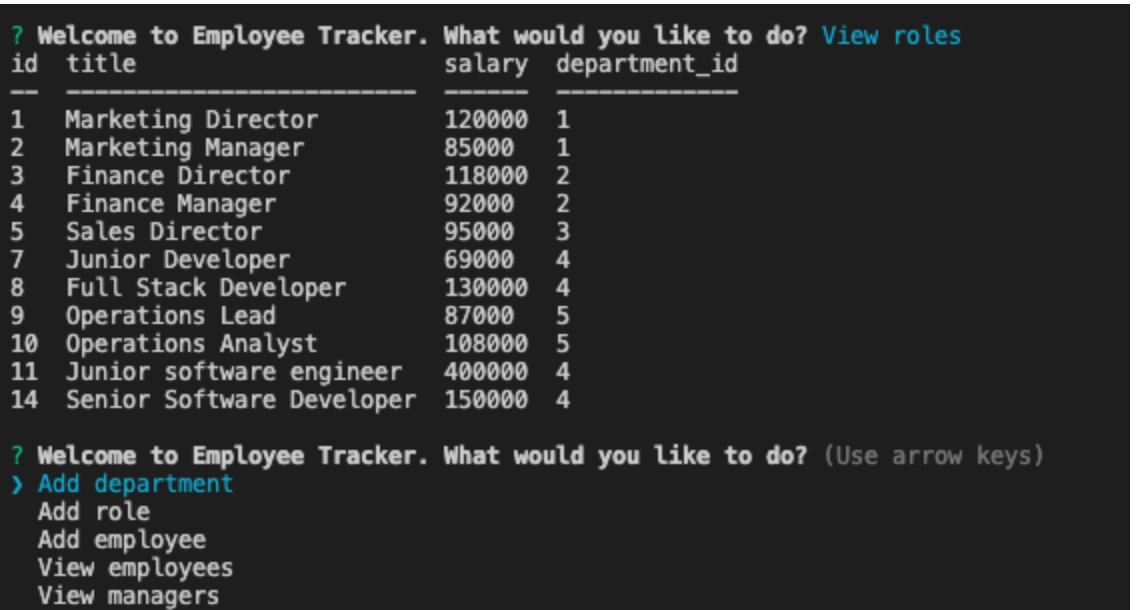 ? Welcome to Employee Tracker. What would you like to do? View roles
id  title                      salary  department_id
--  -------------------------  ------  -------------
1   Marketing Director         120000  1
2   Marketing Manager          85000   1
3   Finance Director           118000  2
4   Finance Manager            92000   2
5   Sales Director             95000   3
7   Junior Developer           69000   4
8   Full Stack Developer       130000  4
9   Operations Lead            87000   5
10  Operations Analyst         108000  5
11  Junior software engineer   400000  4
14  Senior Software Developer  150000  4
? Welcome to Employee Tracker. What would you like to do? (Use arrow keys)
❯ Add department
  Add role
  Add employee
  View employees
  View managers